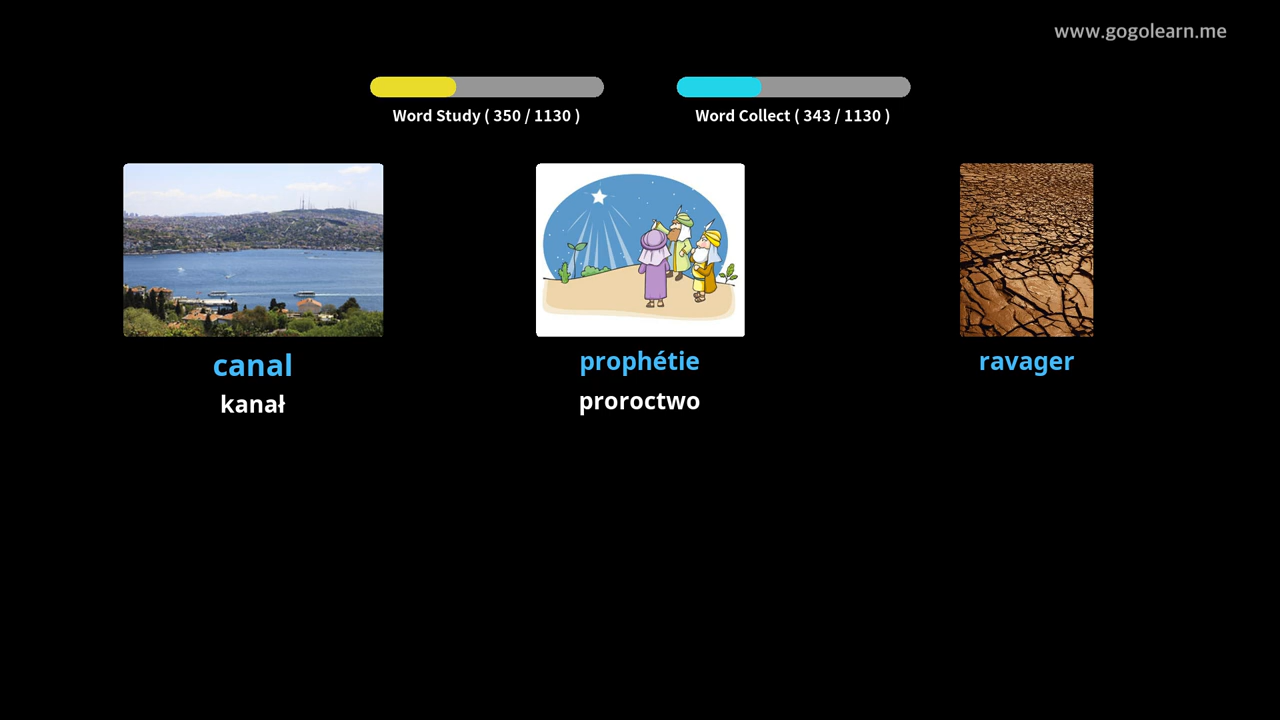 www.gogolearn.me
Word Study ( 350 / 1130 )
Word Collect ( 343 / 1130 )
canal
kanał
prophétie
proroctwo
ravager